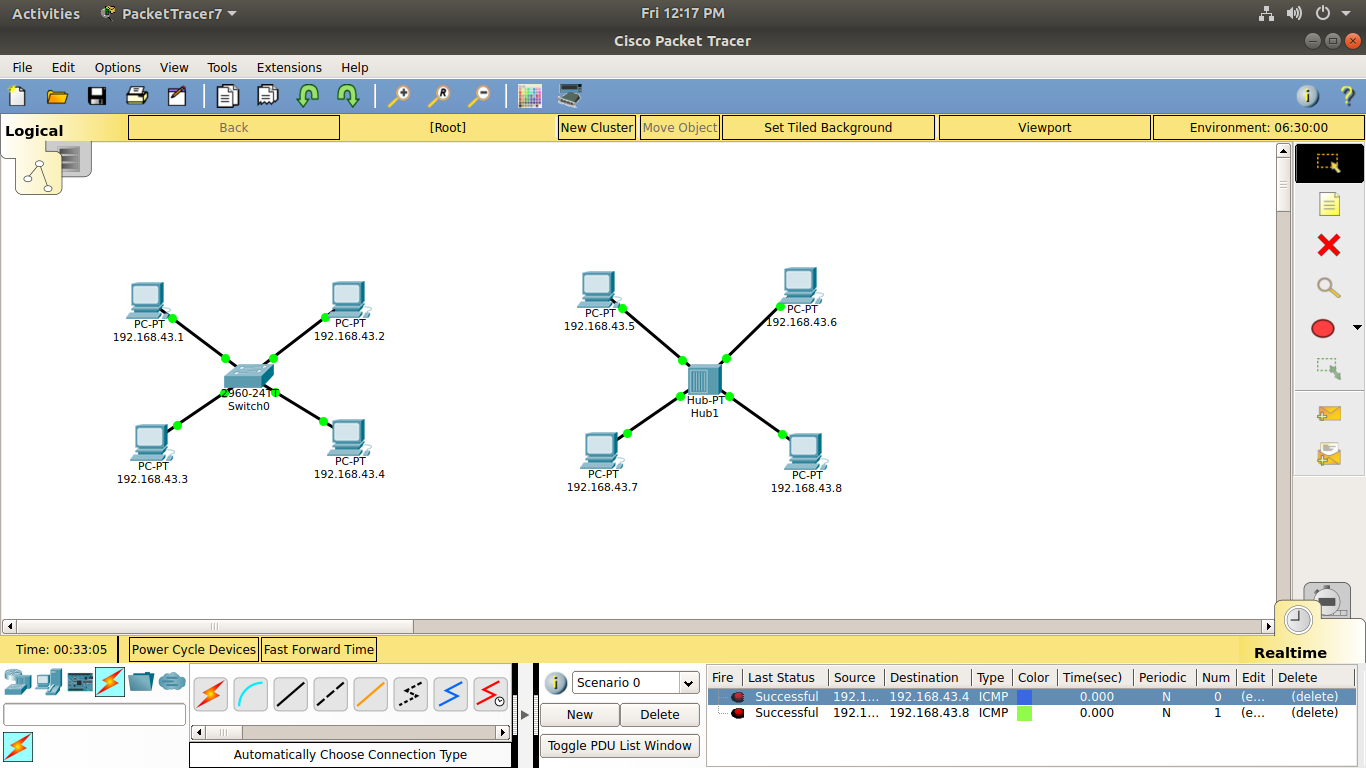 Activities PacketTracer7 Fri 12:17 PM
Cisco Packet Tracer
File Edit Options View Tools Extensions Help
Logical Back [Root] New Cluster Move Object Set Tiled Background Viewport Environment: 06:30:00
PC-PT
192.168.43.1
PC-PT
192.168.43.2
2960-24TT
Switch0
PC-PT
192.168.43.3
PC-PT
192.168.43.4
PC-PT
192.168.43.5
PC-PT
192.168.43.6
Hub-PT
Hub1
PC-PT
192.168.43.7
PC-PT
192.168.43.8
Time: 00:33:05 Power Cycle Devices Fast Forward Time Realtime
Automatically Choose Connection Type
Scenario 0
New Delete
Toggle PDU List Window
Fire Last Status Source Destination Type Color Time(sec) Periodic Num Edit Delete
Successful 192.1... 192.168.43.4 ICMP 0.000 N 0 (e... (delete)
Successful 192.1... 192.168.43.8 ICMP 0.000 N 1 (e... (delete)